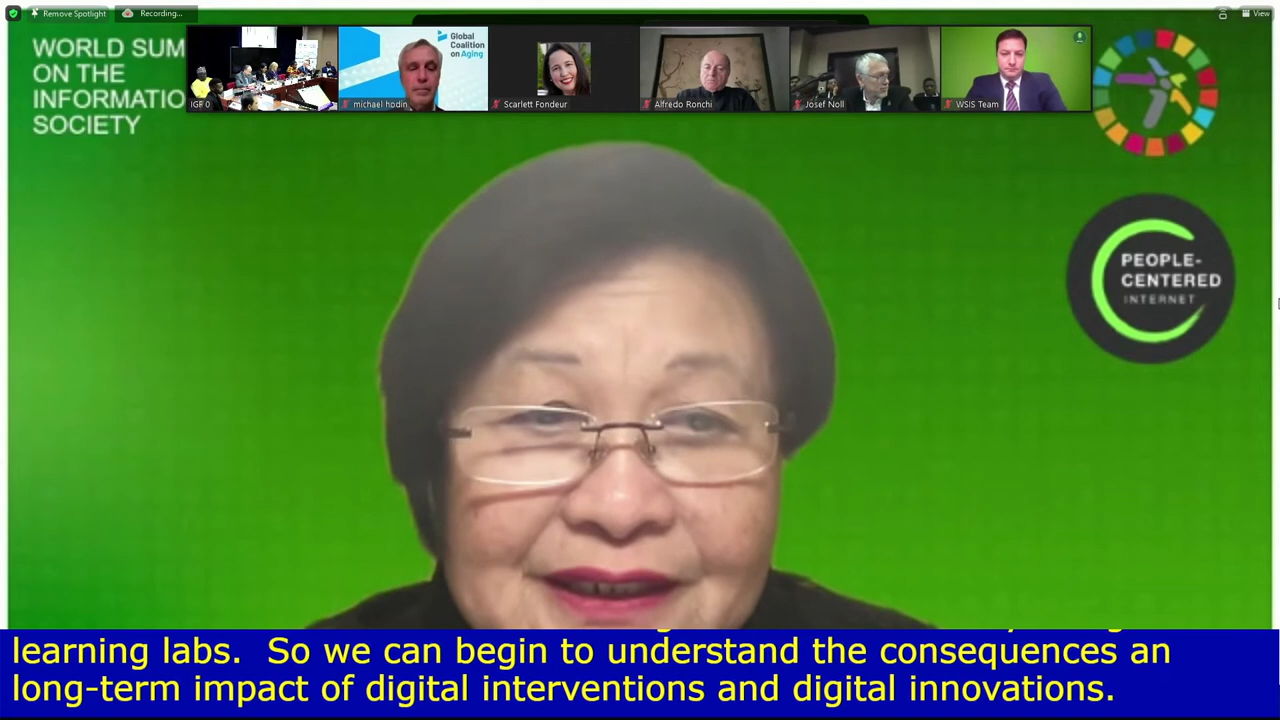 Remove Spotlight
Recording...
View
WORLD SUM
ON THE
INFORMATIO
SOCIETY
Global
Coalition
on Aging
IGF 0
michael hodin
Scarlett Fondeur
Alfredo Ronchi
Josef Noll
WSIS Team
PEOPLE-
CENTERED
INTERNET
learning labs. So we can begin to understand the consequences an
long-term impact of digital interventions and digital innovations.